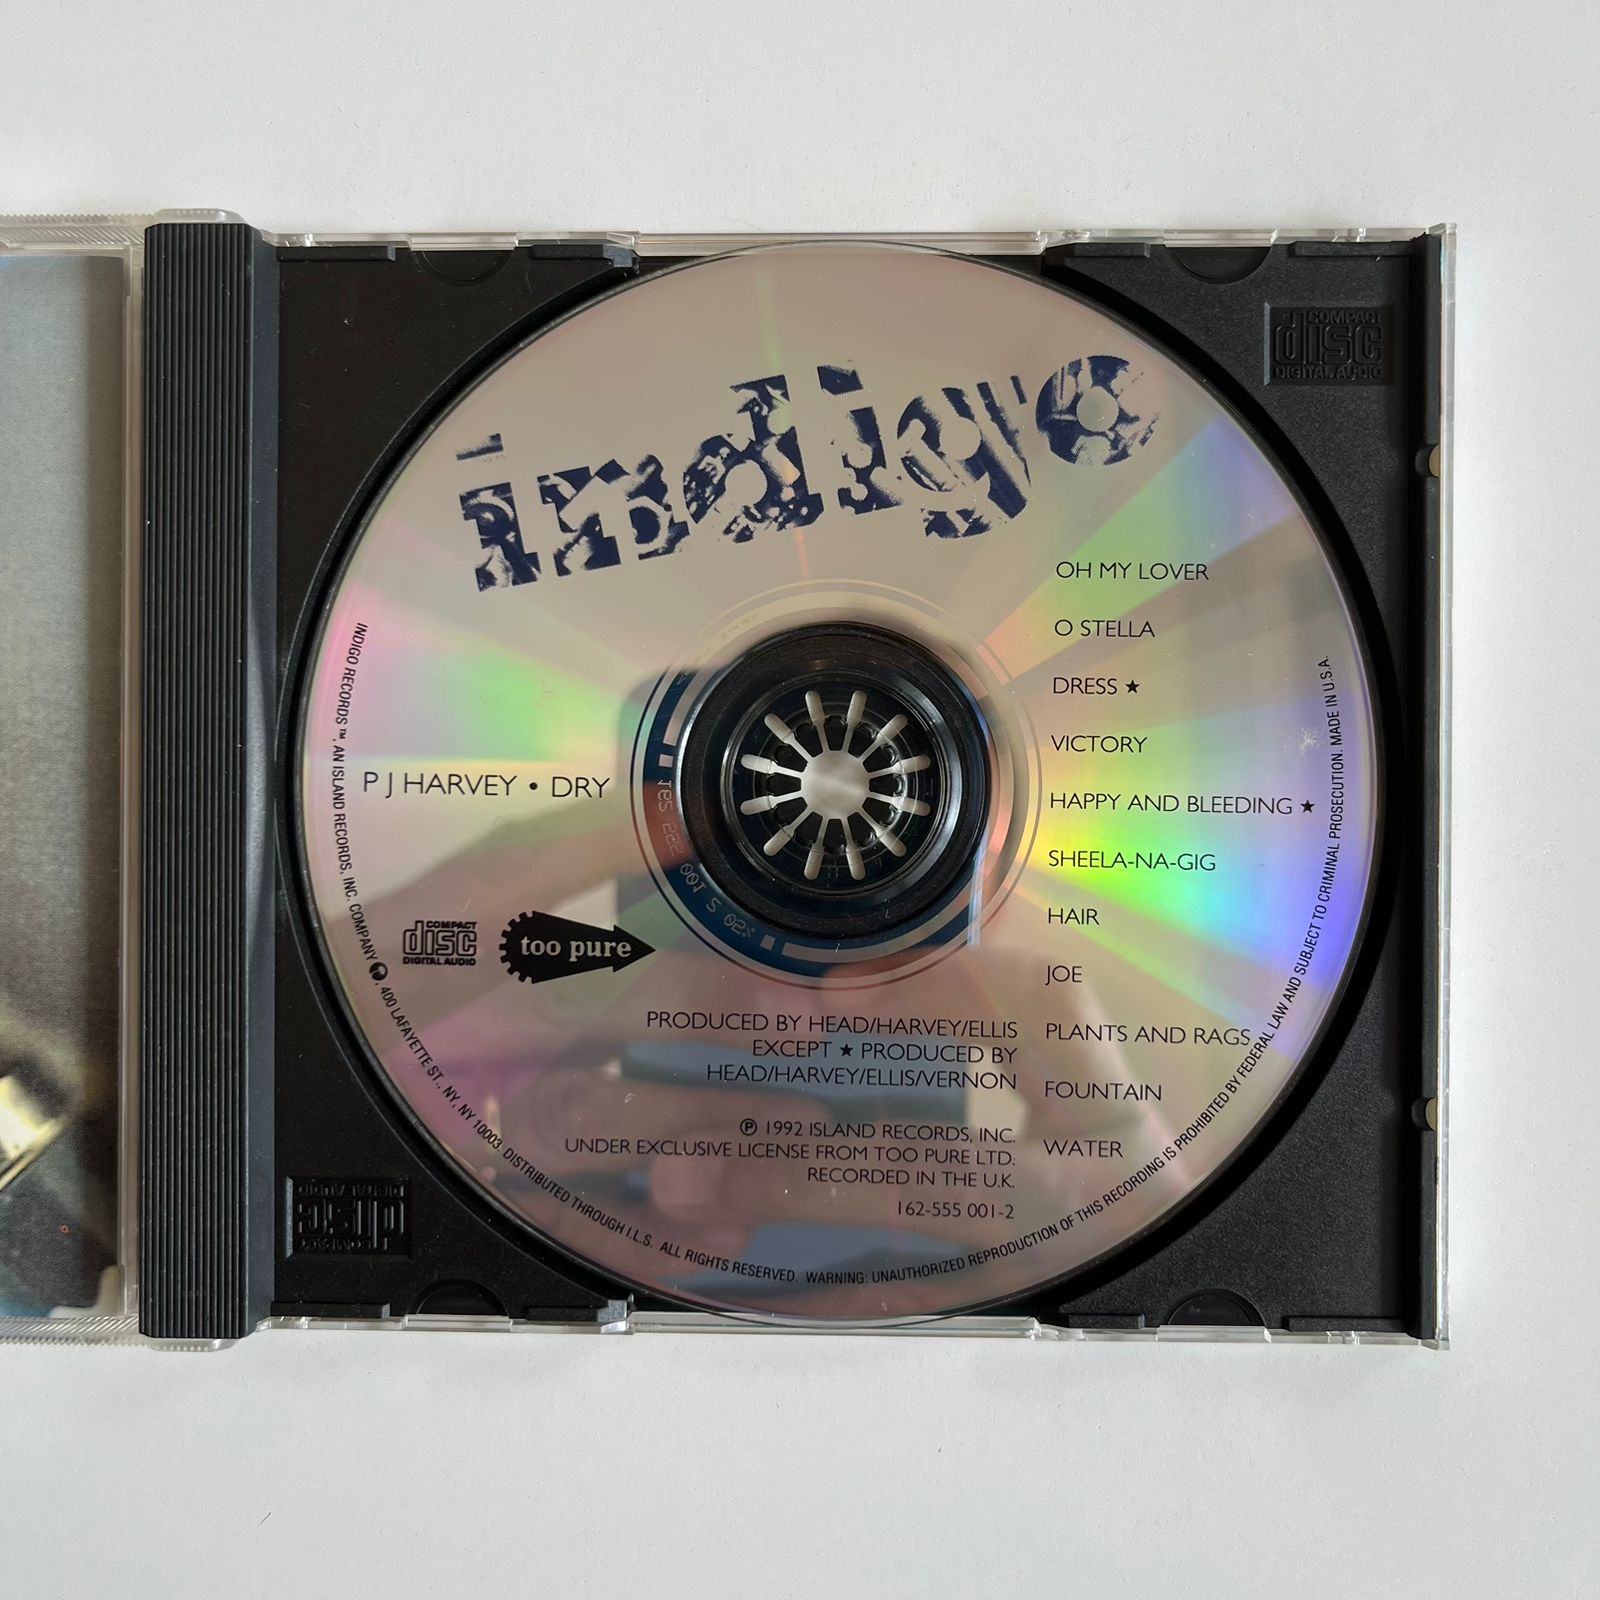 COMPACT
disc
DIGITAL AUDIO
indigo
OH MY LOVER
O STELLA
DRESS ★
VICTORY
HAPPY AND BLEEDING ★
SHEELA-NA-GIG
HAIR
JOE
PLANTS AND RAGS
FOUNTAIN
WATER
P J HARVEY • DRY
COMPACT
disc
DIGITAL AUDIO
too pure
PRODUCED BY HEAD/HARVEY/ELLIS
EXCEPT ★ PRODUCED BY
HEAD/HARVEY/ELLIS/VERNON
℗ 1992 ISLAND RECORDS, INC.
UNDER EXCLUSIVE LICENSE FROM TOO PURE LTD.
RECORDED IN THE U.K.
162-555 001-2
INDIGO RECORDS™, AN ISLAND RECORDS, INC. COMPANY, 400 LAFAYETTE ST., NY, NY 10003. DISTRIBUTED THROUGH I.L.S. ALL RIGHTS RESERVED. WARNING: UNAUTHORIZED REPRODUCTION OF THIS RECORDING IS PROHIBITED BY FEDERAL LAW AND SUBJECT TO CRIMINAL PROSECUTION. MADE IN U.S.A.
COMPACT
disc
DIGITAL AUDIO